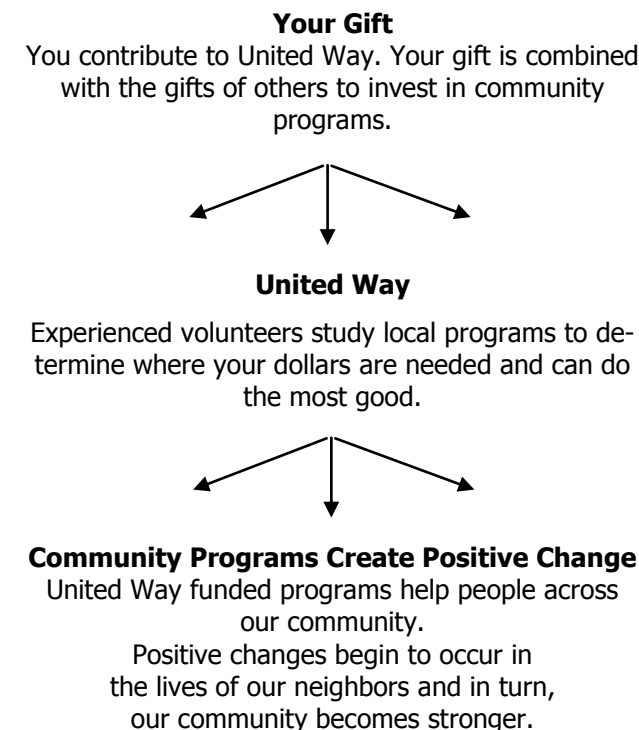 Your Gift
You contribute to United Way. Your gift is combined
with the gifts of others to invest in community
programs.
United Way
Experienced volunteers study local programs to de-
termine where your dollars are needed and can do
the most good.
Community Programs Create Positive Change
United Way funded programs help people across
our community.
Positive changes begin to occur in
the lives of our neighbors and in turn,
our community becomes stronger.